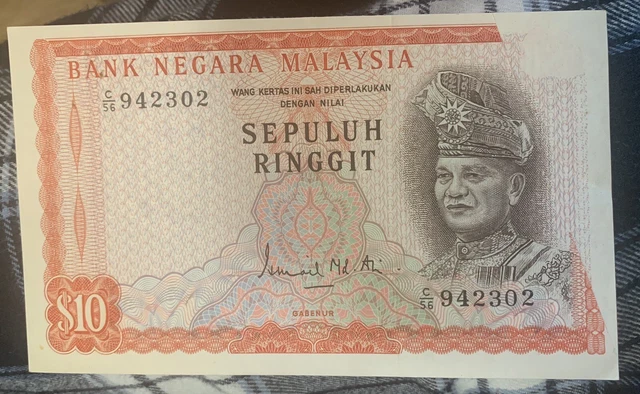 BANK NEGARA MALAYSIA
C/56 942302
WANG KERTAS INI SAH DIPERLAKUKAN
DENGAN NILAI
SEPULUH
RINGGIT
Ismail Md Ali
C/56 942302
$10
GABENUR